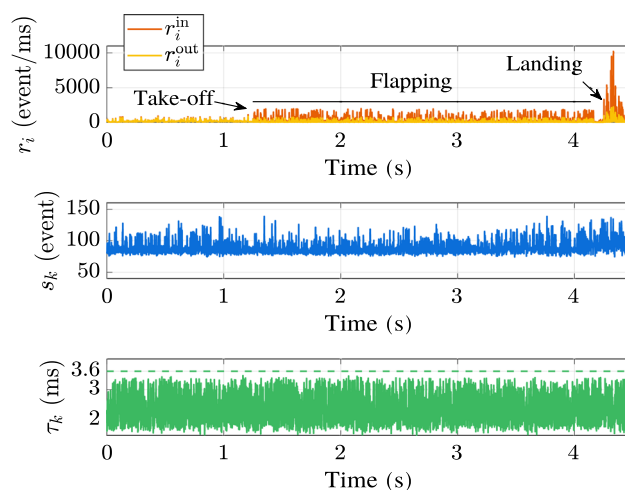 r_i^in
r_i^out
r_i (event/ms)
10000
5000
0
Take-off
Flapping
Landing
0 1 2 3 4
Time (s)
s_k (event)
150
100
50
0 1 2 3 4
Time (s)
τ_k (ms)
3.6
3
2
0 1 2 3 4
Time (s)